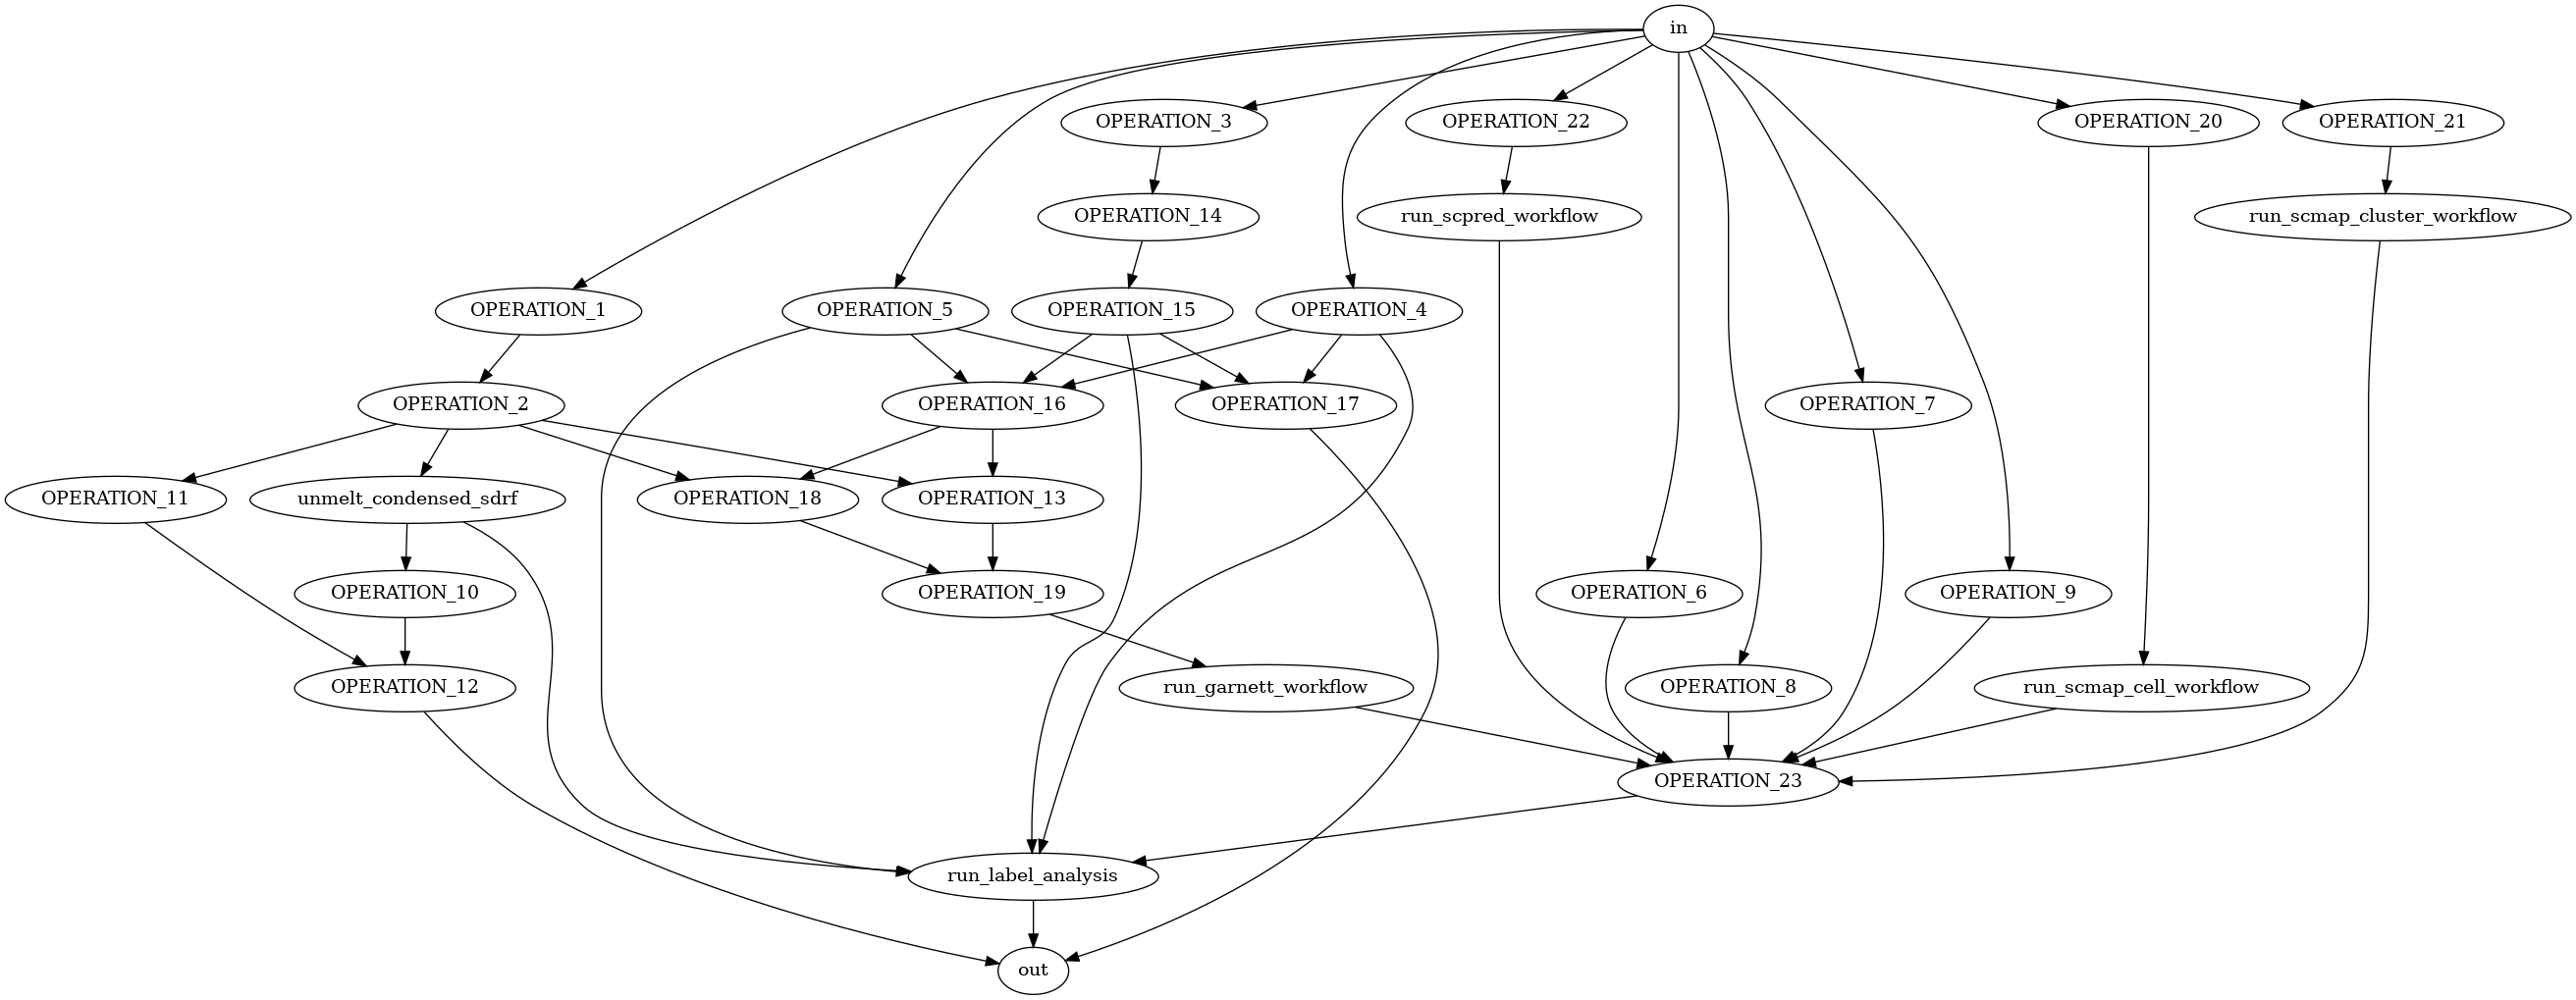 in
OPERATION_3
OPERATION_22
OPERATION_20
OPERATION_21
OPERATION_14
run_scpred_workflow
run_scmap_cluster_workflow
OPERATION_1
OPERATION_5
OPERATION_15
OPERATION_4
OPERATION_2
OPERATION_16
OPERATION_17
OPERATION_7
OPERATION_11
unmelt_condensed_sdrf
OPERATION_18
OPERATION_13
OPERATION_10
OPERATION_19
OPERATION_6
OPERATION_9
OPERATION_12
run_garnett_workflow
OPERATION_8
run_scmap_cell_workflow
OPERATION_23
run_label_analysis
out